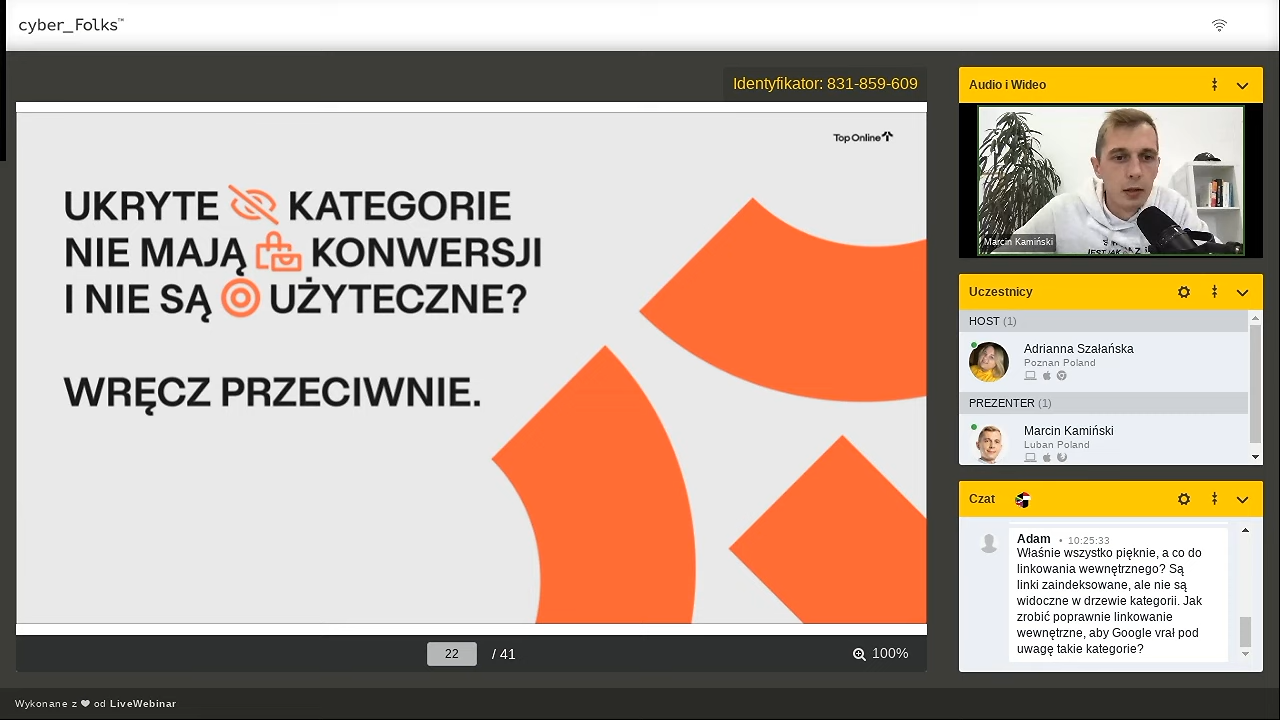 cyber_Folks™
Identyfikator: 831-859-609
Top Online
UKRYTE KATEGORIE
NIE MAJĄ KONWERSJI
I NIE SĄ UŻYTECZNE?
WRĘCZ PRZECIWNIE.
22 / 41
100%
Audio i Wideo
Marcin Kamiński
Uczestnicy
HOST (1)
Adrianna Szałańska
Poznan Poland
PREZENTER (1)
Marcin Kamiński
Luban Poland
Czat
Adam • 10:25:33
Właśnie wszystko pięknie, a co do
linkowania wewnętrznego? Są
linki zaindeksowane, ale nie są
widoczne w drzewie kategorii. Jak
zrobić poprawnie linkowanie
wewnętrzne, aby Google vrał pod
uwagę takie kategorie?
Wykonane z od LiveWebinar